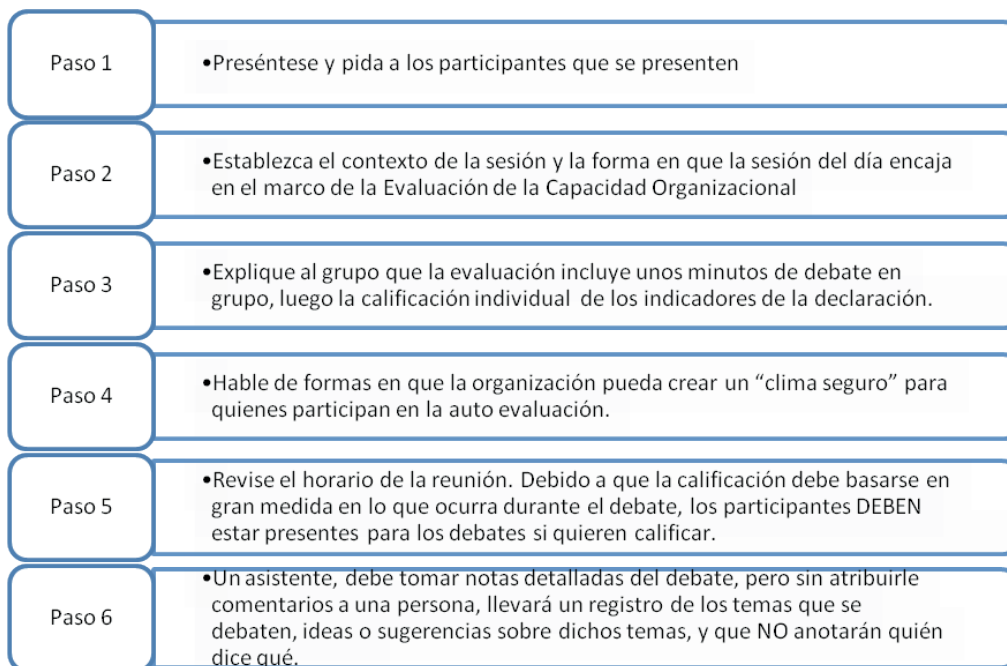 Paso 1
•Preséntese y pida a los participantes que se presenten
Paso 2
•Establezca el contexto de la sesión y la forma en que la sesión del día encaja
en el marco de la Evaluación de la Capacidad Organizacional
Paso 3
•Explique al grupo que la evaluación incluye unos minutos de debate en
grupo, luego la calificación individual de los indicadores de la declaración.
Paso 4
•Hable de formas en que la organización pueda crear un “clima seguro” para
quienes participan en la auto evaluación.
Paso 5
•Revise el horario de la reunión. Debido a que la calificación debe basarse en
gran medida en lo que ocurra durante el debate, los participantes DEBEN
estar presentes para los debates si quieren calificar.
Paso 6
•Un asistente, debe tomar notas detalladas del debate, pero sin atribuirle
comentarios a una persona, llevará un registro de los temas que se
debaten, ideas o sugerencias sobre dichos temas, y que NO anotarán quién
dice qué.